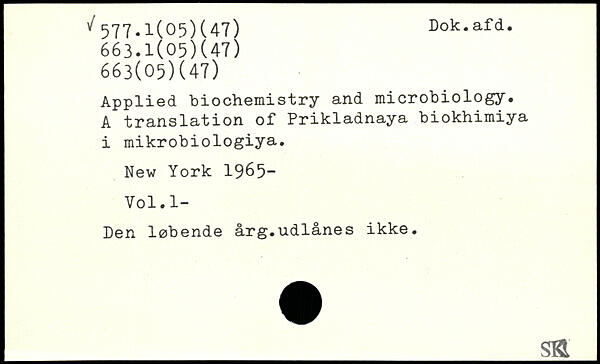 √ 577.1(05)(47) Dok.afd.
663.1(05)(47)
663(05)(47)
Applied biochemistry and microbiology.
A translation of Prikladnaya biokhimiya
i mikrobiologiya.
New York 1965-
Vol.1-
Den løbende årg.udlånes ikke.